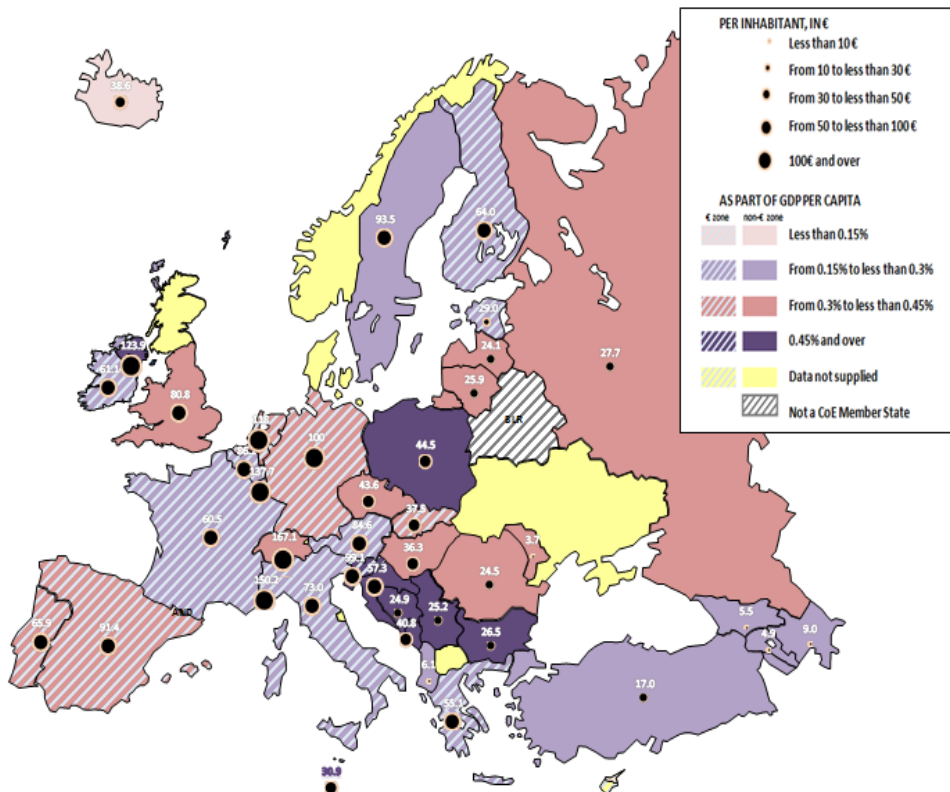 PER INHABITANT, IN €
Less than 10 €
From 10 to less than 30 €
From 30 to less than 50 €
From 50 to less than 100 €
100€ and over
AS PART OF GDP PER CAPITA
€ zone non-€ zone
Less than 0.15%
From 0.15% to less than 0.3%
From 0.3% to less than 0.45%
0.45% and over
Data not supplied
Not a CoE Member State
38.6
93.5
64.0
29.0
24.1
27.7
25.9
123.9
61.1
80.8
BLR
100
44.5
137.7
43.6
37.5
60.5
84.6
167.1
36.3
3.7
24.5
150.2
73.0
57.3
24.9
25.2
40.8
26.5
65.9
91.4
5.5
4.9
9.0
6.1
17.0
55.1
30.9